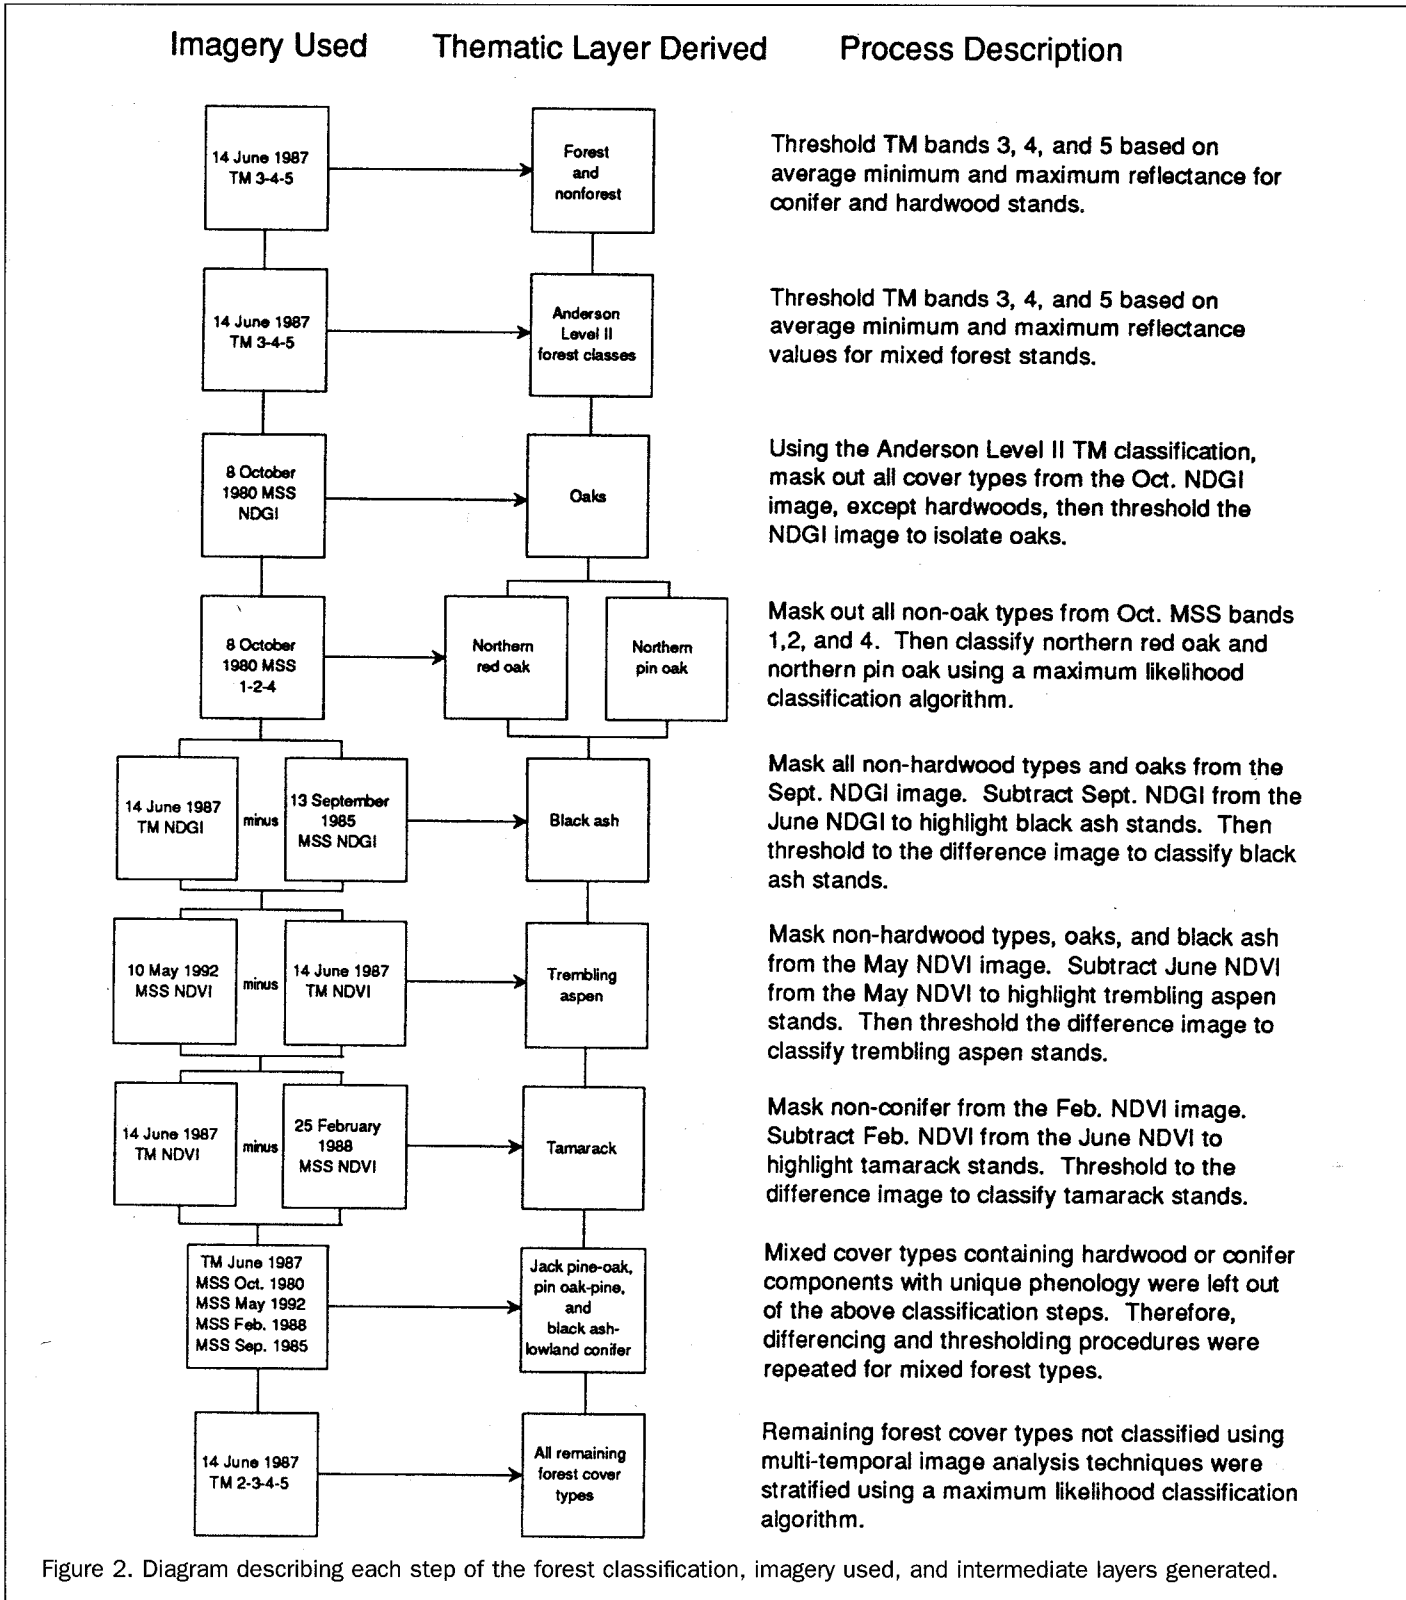 Imagery Used
Thematic Layer Derived
Process Description
14 June 1987
TM 3-4-5
Forest
and
nonforest
Threshold TM bands 3, 4, and 5 based on
average minimum and maximum reflectance for
conifer and hardwood stands.
14 June 1987
TM 3-4-5
Anderson
Level II
forest classes
Threshold TM bands 3, 4, and 5 based on
average minimum and maximum reflectance
values for mixed forest stands.
8 October
1980 MSS
NDGI
Oaks
Using the Anderson Level II TM classification,
mask out all cover types from the Oct. NDGI
image, except hardwoods, then threshold the
NDGI image to isolate oaks.
8 October
1980 MSS
1-2-4
Northern
red oak
Northern
pin oak
Mask out all non-oak types from Oct. MSS bands
1,2, and 4. Then classify northern red oak and
northern pin oak using a maximum likelihood
classification algorithm.
14 June 1987
TM NDGI
minus
13 September
1985
MSS NDGI
Black ash
Mask all non-hardwood types and oaks from the
Sept. NDGI image. Subtract Sept. NDGI from the
June NDGI to highlight black ash stands. Then
threshold to the difference image to classify black
ash stands.
10 May 1992
MSS NDVI
minus
14 June 1987
TM NDVI
Trembling
aspen
Mask non-hardwood types, oaks, and black ash
from the May NDVI image. Subtract June NDVI
from the May NDVI to highlight trembling aspen
stands. Then threshold the difference image to
classify trembling aspen stands.
14 June 1987
TM NDVI
minus
25 February
1988
MSS NDVI
Tamarack
Mask non-conifer from the Feb. NDVI image.
Subtract Feb. NDVI from the June NDVI to
highlight tamarack stands. Threshold to the
difference image to classify tamarack stands.
TM June 1987
MSS Oct. 1980
MSS May 1992
MSS Feb. 1988
MSS Sep. 1985
Jack pine-oak,
pin oak-pine,
and
black ash-
lowland conifer
Mixed cover types containing hardwood or conifer
components with unique phenology were left out
of the above classification steps. Therefore,
differencing and thresholding procedures were
repeated for mixed forest types.
14 June 1987
TM 2-3-4-5
All remaining
forest cover
types
Remaining forest cover types not classified using
multi-temporal image analysis techniques were
stratified using a maximum likelihood classification
algorithm.
Figure 2. Diagram describing each step of the forest classification, imagery used, and intermediate layers generated.